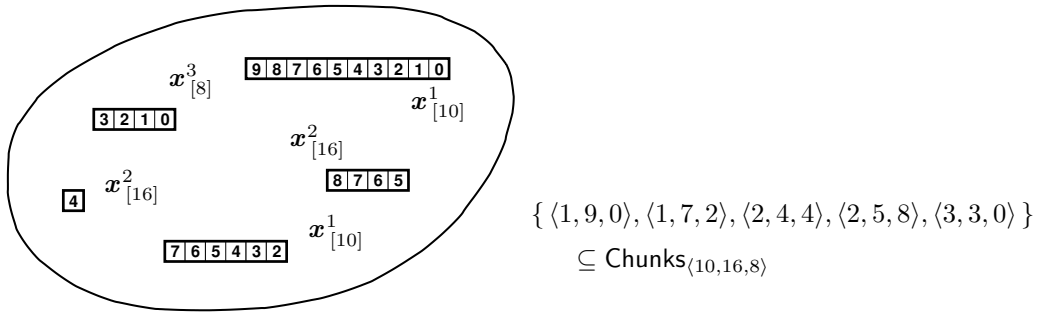 x^3_[8]
9 8 7 6 5 4 3 2 1 0
x^1_[10]
3 2 1 0
x^2_[16]
8 7 6 5
x^2_[16]
4
x^1_[10]
7 6 5 4 3 2
{ ⟨1, 9, 0⟩, ⟨1, 7, 2⟩, ⟨2, 4, 4⟩, ⟨2, 5, 8⟩, ⟨3, 3, 0⟩ }
⊆ Chunks_⟨10,16,8⟩